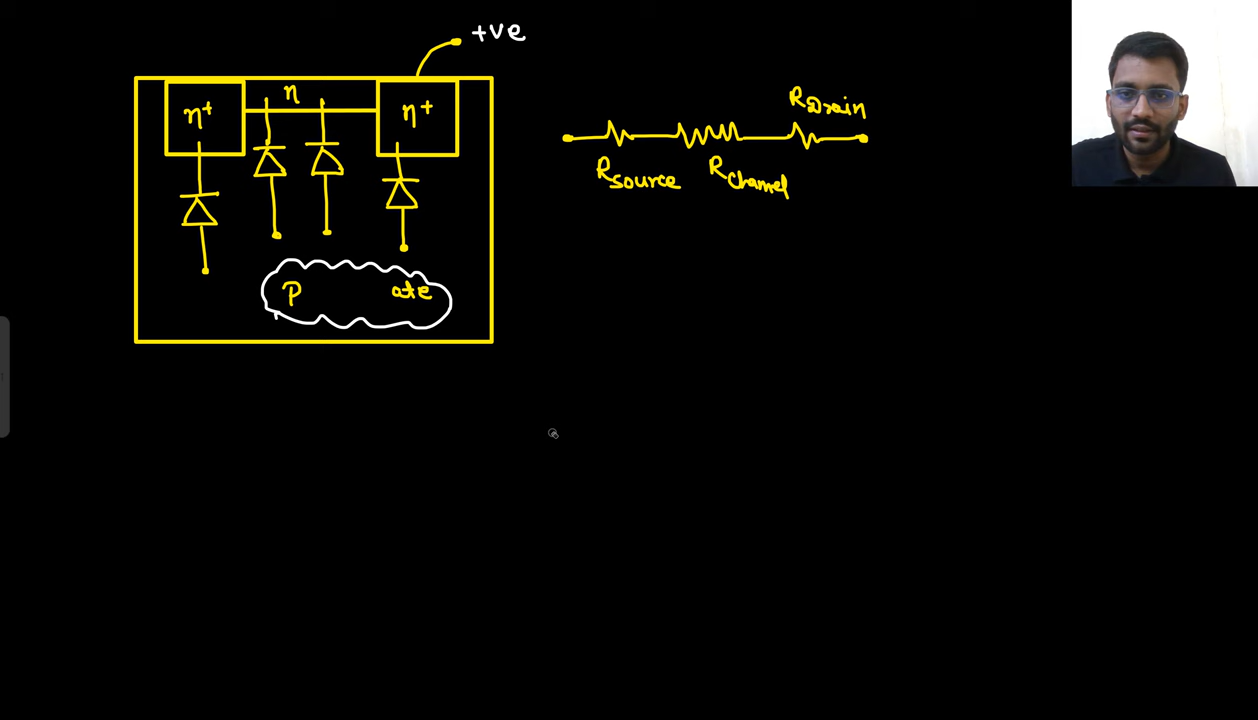 +ve
n
n+
n+
RDrain
Rsource
Rchannel
P ate